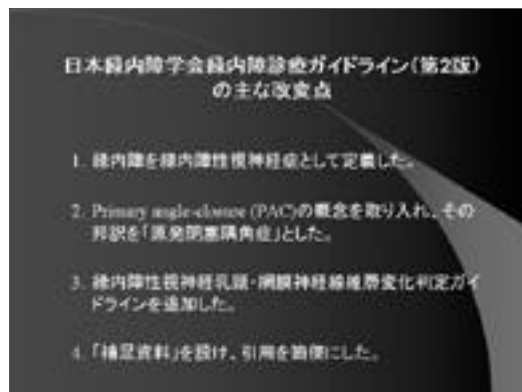 日本緑内障学会緑内障診療ガイドライン(第2版)
の主な改変点
1. 緑内障を緑内障性視神経症として定義した。
2. Primary angle-closure (PAC)の概念を取り入れ、その
邦訳を「原発閉塞隅角症」とした。
3. 緑内障性視神経乳頭・網膜神経線維層変化判定ガイ
ドラインを追加した。
4. 「補足資料」を設け、引用を簡便にした。